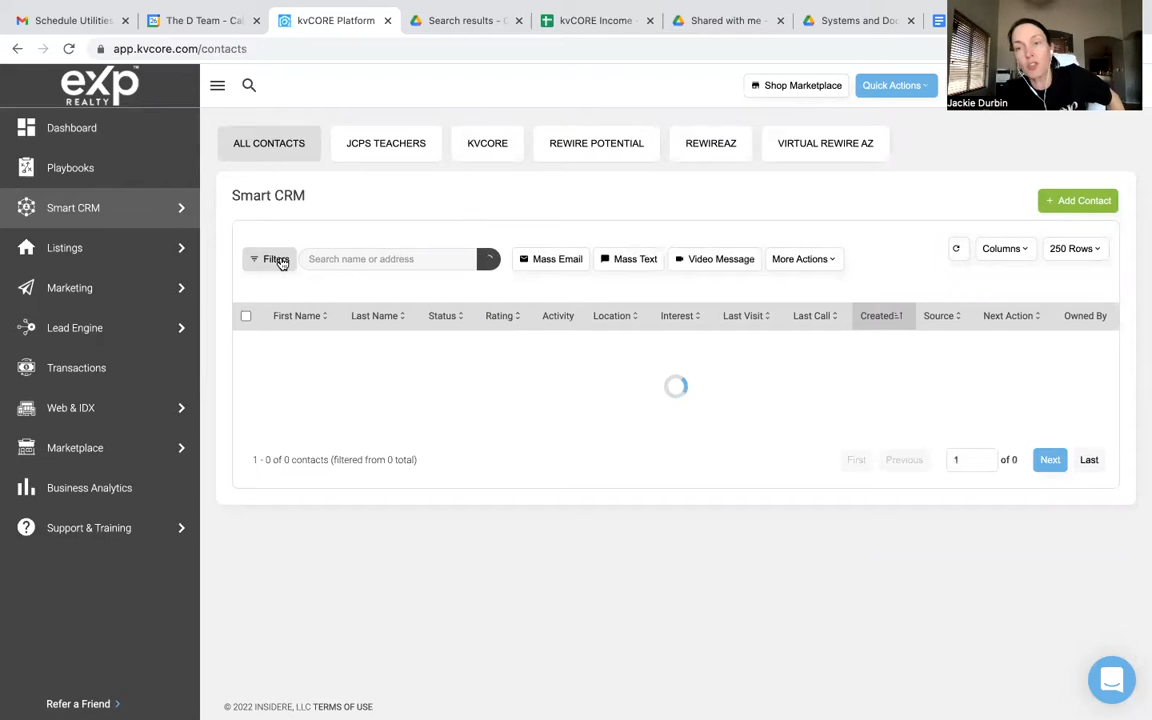 Schedule Utilities
The D Team - Cal
kvCORE Platform
Search results - G
kvCORE Income -
Shared with me -
Systems and Doc
app.kvcore.com/contacts
Jackie Durbin
eXp
REALTY
Shop Marketplace
Quick Actions
Dashboard
Playbooks
Smart CRM
Listings
Marketing
Lead Engine
Transactions
Web & IDX
Marketplace
Business Analytics
Support & Training
Refer a Friend
ALL CONTACTS
JCPS TEACHERS
KVCORE
REWIRE POTENTIAL
REWIREAZ
VIRTUAL REWIRE AZ
Smart CRM
+ Add Contact
Filters
Search name or address
Mass Email
Mass Text
Video Message
More Actions
Columns
250 Rows
First Name
Last Name
Status
Rating
Activity
Location
Interest
Last Visit
Last Call
Created
Source
Next Action
Owned By
1 - 0 of 0 contacts (filtered from 0 total)
First
Previous
1
of 0
Next
Last
© 2022 INSIDERE, LLC TERMS OF USE